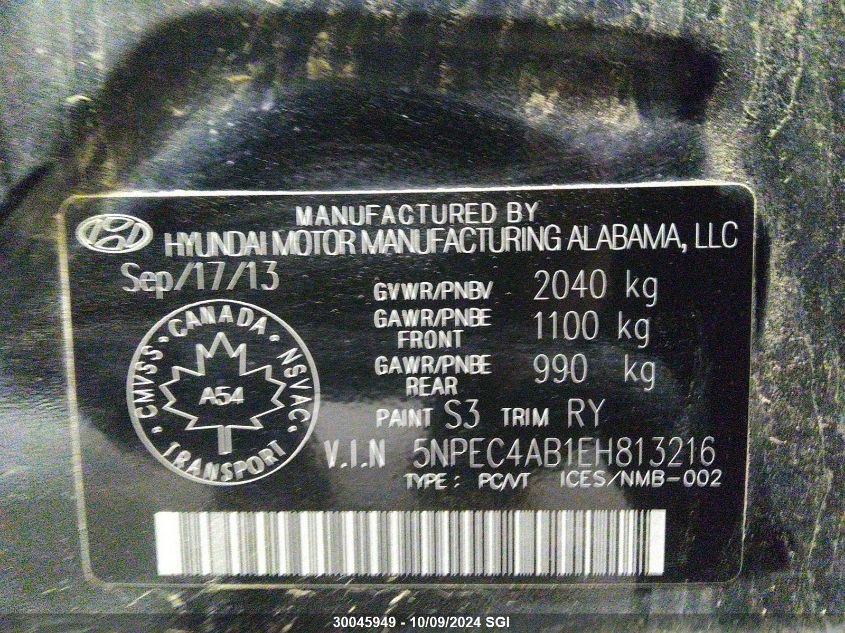 MANUFACTURED BY
HYUNDAI MOTOR MANUFACTURING ALABAMA, LLC
Sep/17/13
GVWR/PNBV 2040 kg
GAWR/PNBE FRONT 1100 kg
GAWR/PNBE REAR 990 kg
PAINT S3 TRIM RY
CANADA · NSVAC · TRANSPORT · CMVSS ·
A54
V.I.N 5NPEC4AB1EH813216
TYPE : PC/VT ICES/NMB-002
30045949 - 10/09/2024 SGI